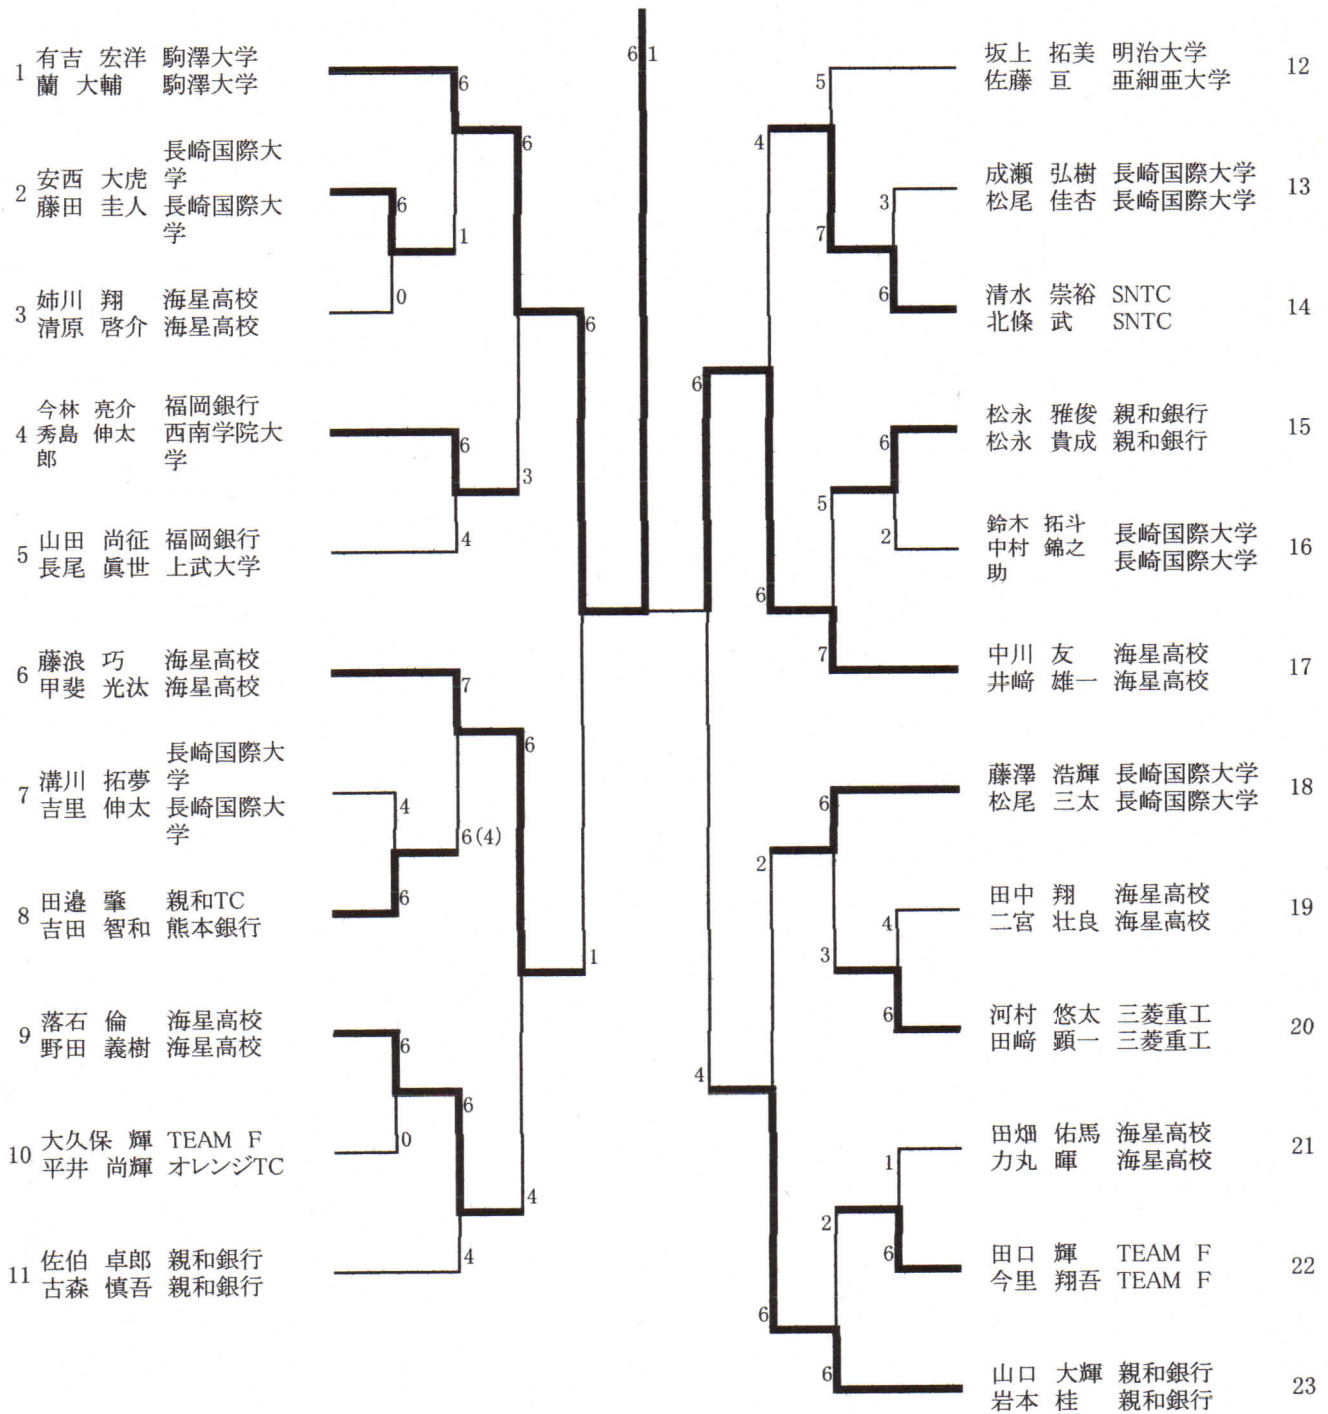 6 1
1 有吉 宏洋 駒澤大学
蘭 大輔 駒澤大学
6
長崎国際大
2 安西 大虎 学
藤田 圭人 長崎国際大
学
6
1
6
3 姉川 翔 海星高校
清原 啓介 海星高校
0
今林 亮介 福岡銀行
4 秀島 伸太 西南学院大
郎 学
6
3
6
5 山田 尚征 福岡銀行
長尾 眞世 上武大学
4
6 藤浪 巧 海星高校
甲斐 光汰 海星高校
7
長崎国際大
7 溝川 拓夢 学
吉里 伸太 長崎国際大
学
4
6(4)
6
8 田邉 肇 親和TC
吉田 智和 熊本銀行
6
1
9 落石 倫 海星高校
野田 義樹 海星高校
6
6
10 大久保 輝 TEAM F
平井 尚輝 オレンジTC
0
4
11 佐伯 卓郎 親和銀行
古森 慎吾 親和銀行
4
坂上 拓美 明治大学 12
佐藤 亘 亜細亜大学
5
4
成瀬 弘樹 長崎国際大学 13
松尾 佳杏 長崎国際大学
3
7
清水 崇裕 SNTC 14
北條 武 SNTC
6
6
松永 雅俊 親和銀行 15
松永 貴成 親和銀行
6
5
鈴木 拓斗 長崎国際大学 16
中村 錦之 長崎国際大学
助
2
6
中川 友 海星高校 17
井﨑 雄一 海星高校
7
藤澤 浩輝 長崎国際大学 18
松尾 三太 長崎国際大学
6
2
田中 翔 海星高校 19
二宮 壮良 海星高校
4
3
河村 悠太 三菱重工 20
田﨑 顕一 三菱重工
6
4
田畑 佑馬 海星高校 21
力丸 暉 海星高校
1
2
田口 輝 TEAM F 22
今里 翔吾 TEAM F
6
6
山口 大輝 親和銀行 23
岩本 桂 親和銀行
6